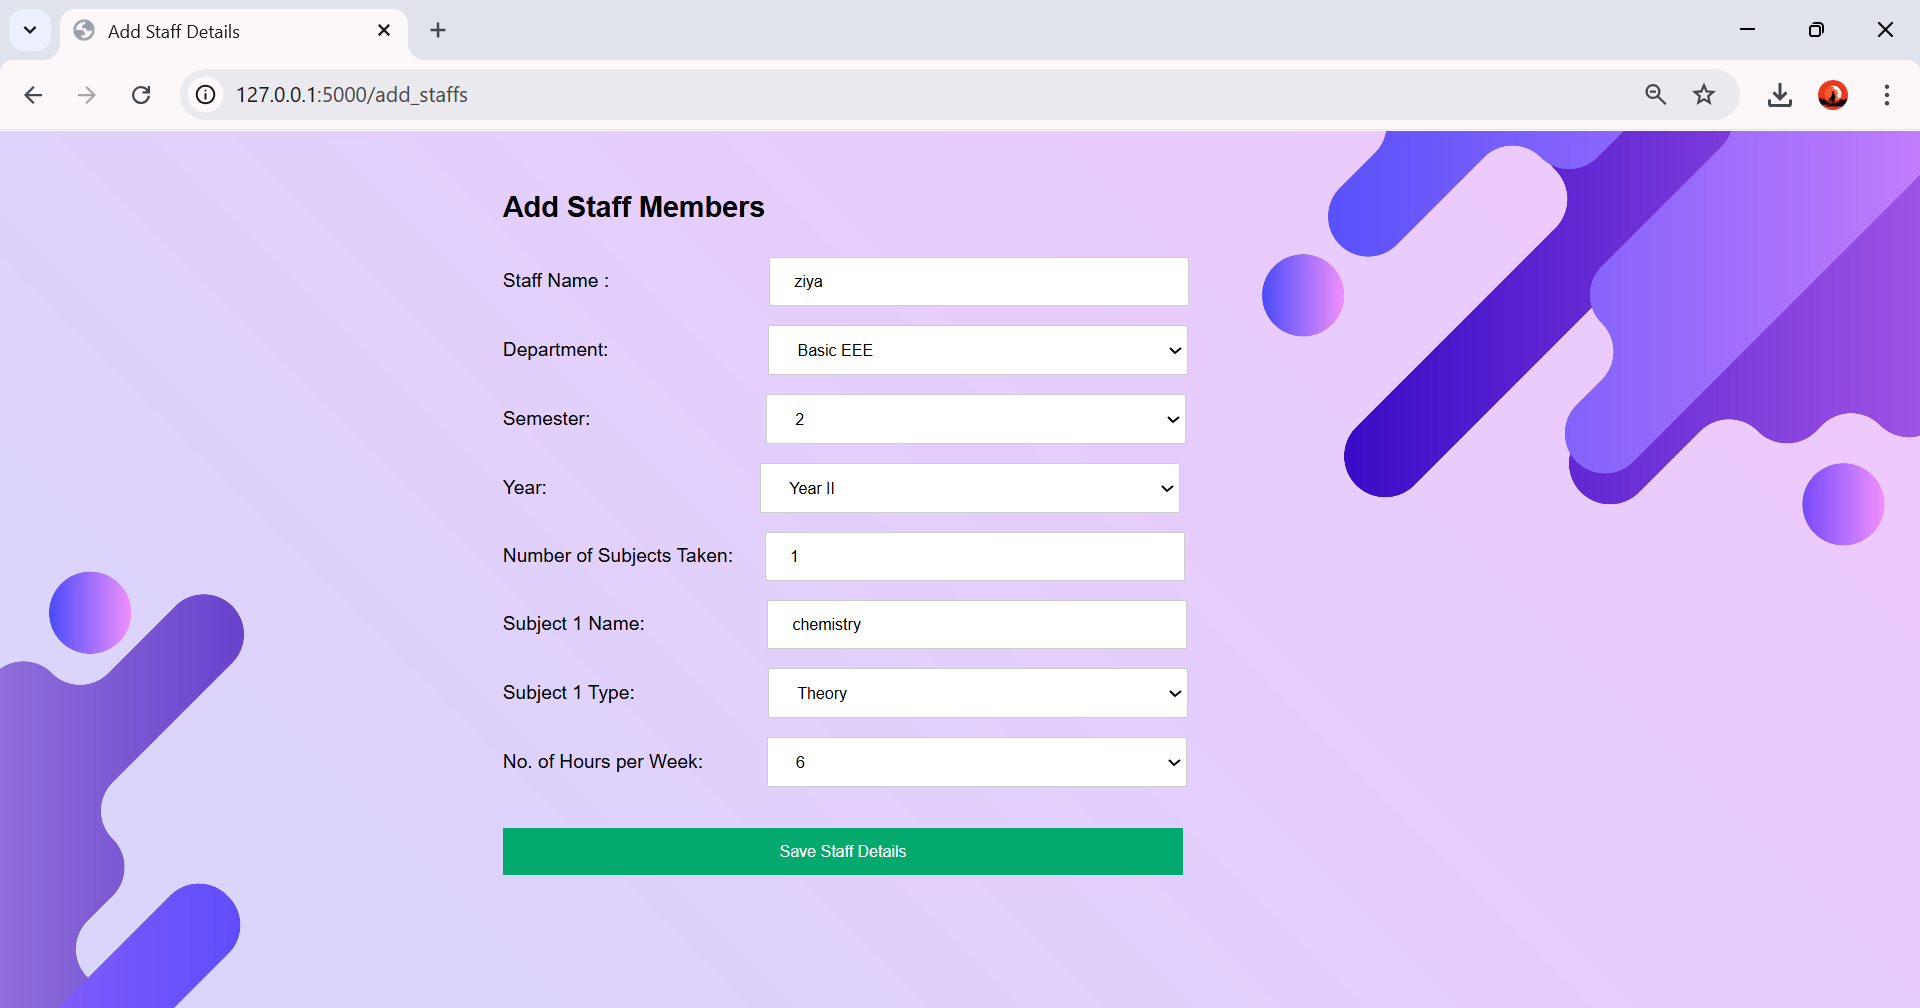 Add Staff Details
127.0.0.1:5000/add_staffs
Add Staff Members
Staff Name : ziya
Department: Basic EEE
Semester: 2
Year: Year II
Number of Subjects Taken: 1
Subject 1 Name: chemistry
Subject 1 Type: Theory
No. of Hours per Week: 6
Save Staff Details